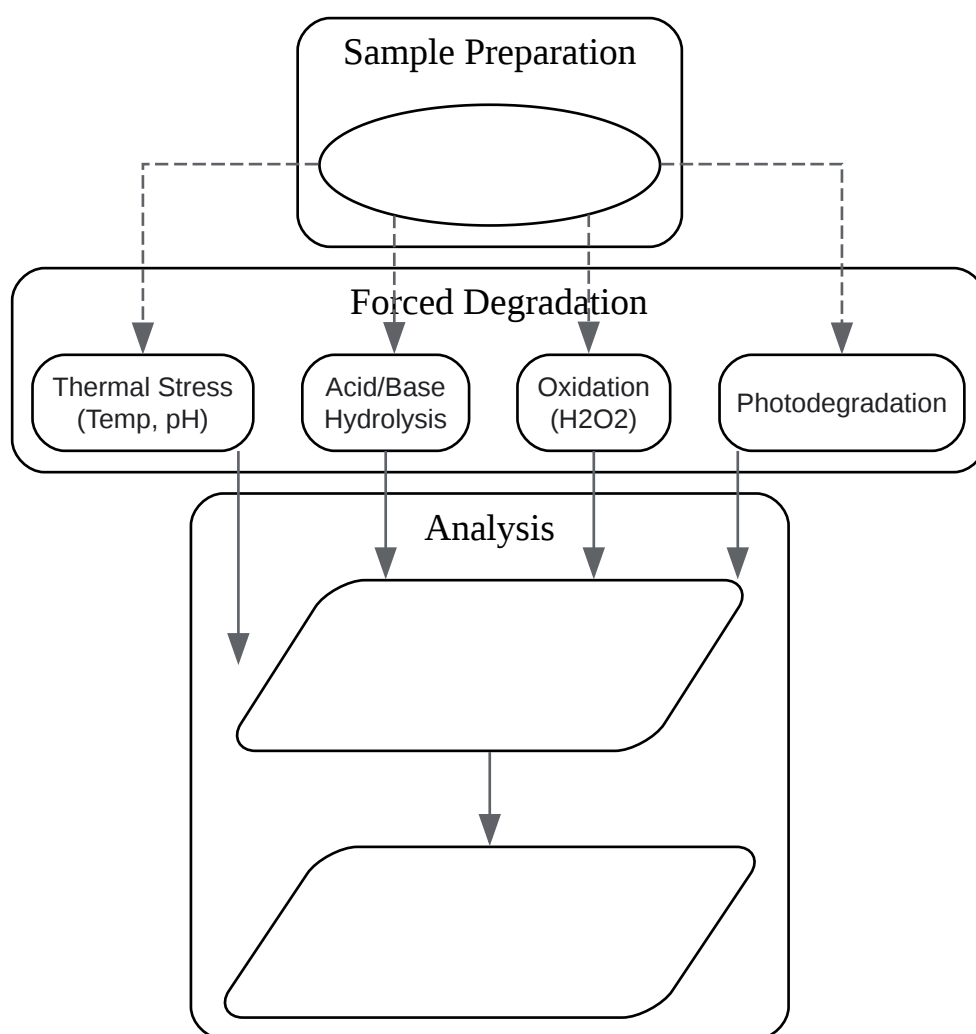 Sample Preparation
Forced Degradation
Thermal Stress
(Temp, pH)
Acid/Base
Hydrolysis
Oxidation
(H2O2)
Photodegradation
Analysis